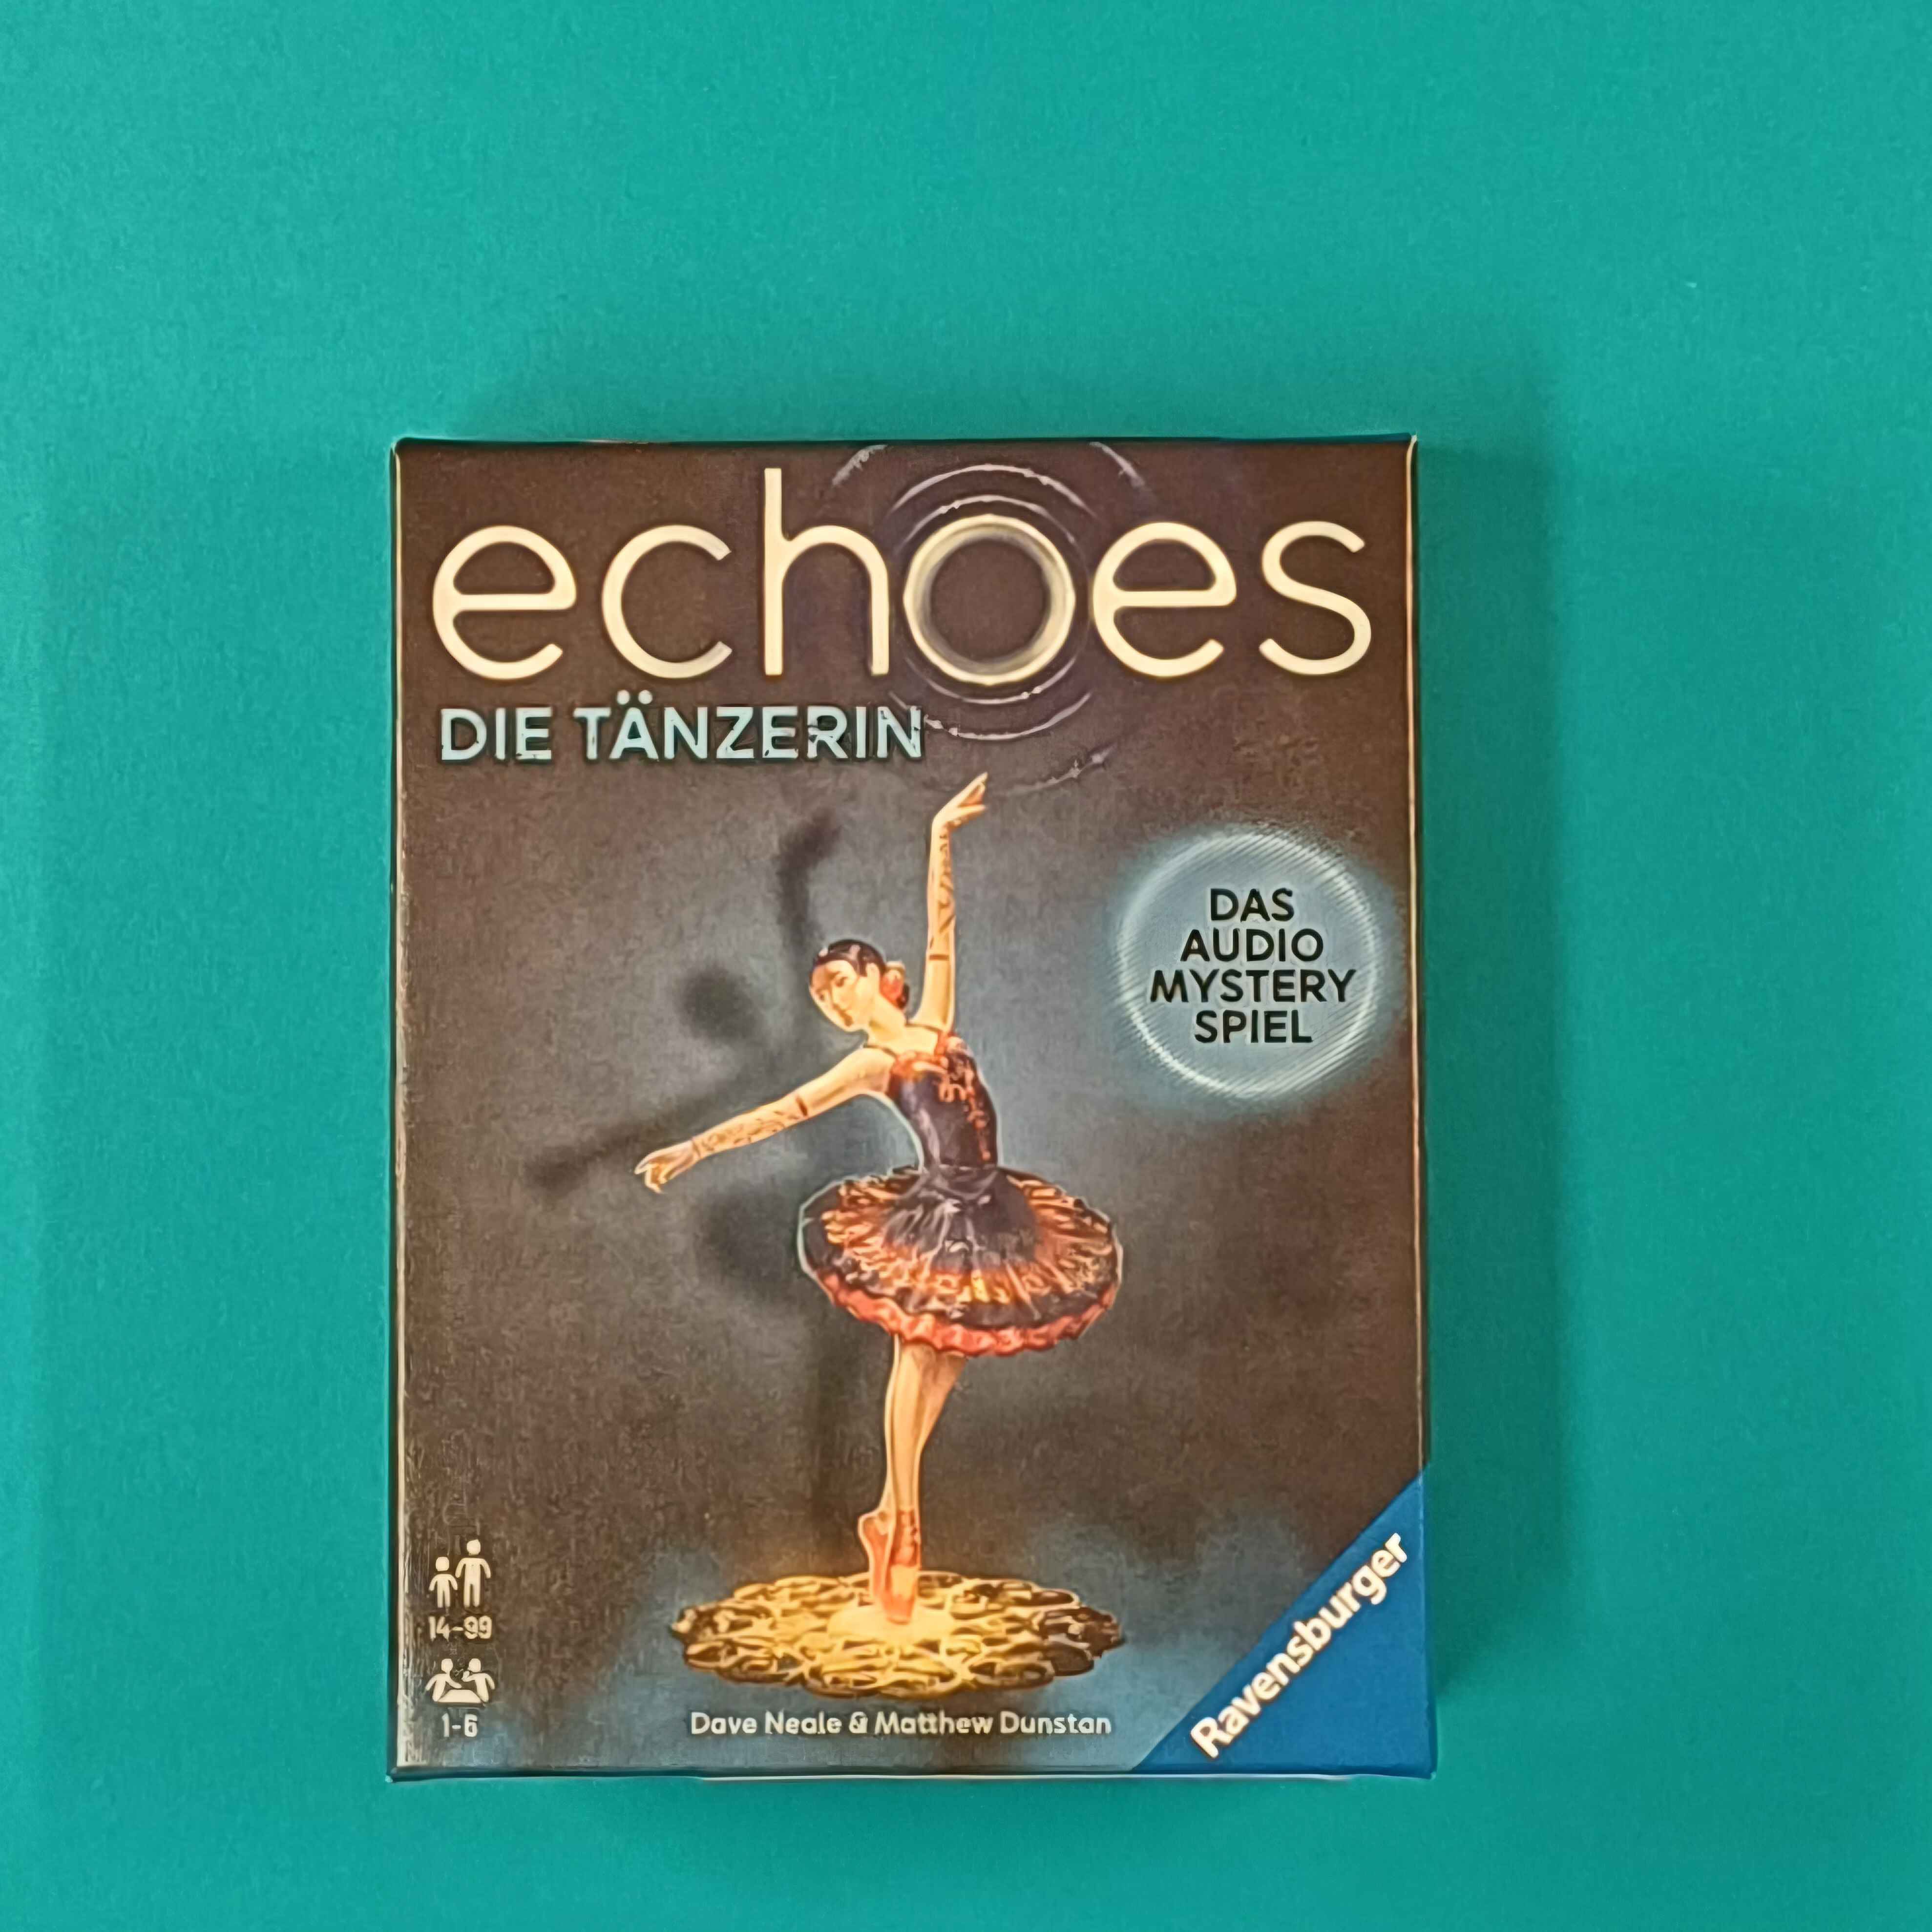 echoes
DIE TÄNZERIN
DAS
AUDIO
MYSTERY
SPIEL
14-99
1-6
Dave Neale & Matthew Dunstan
Ravensburger